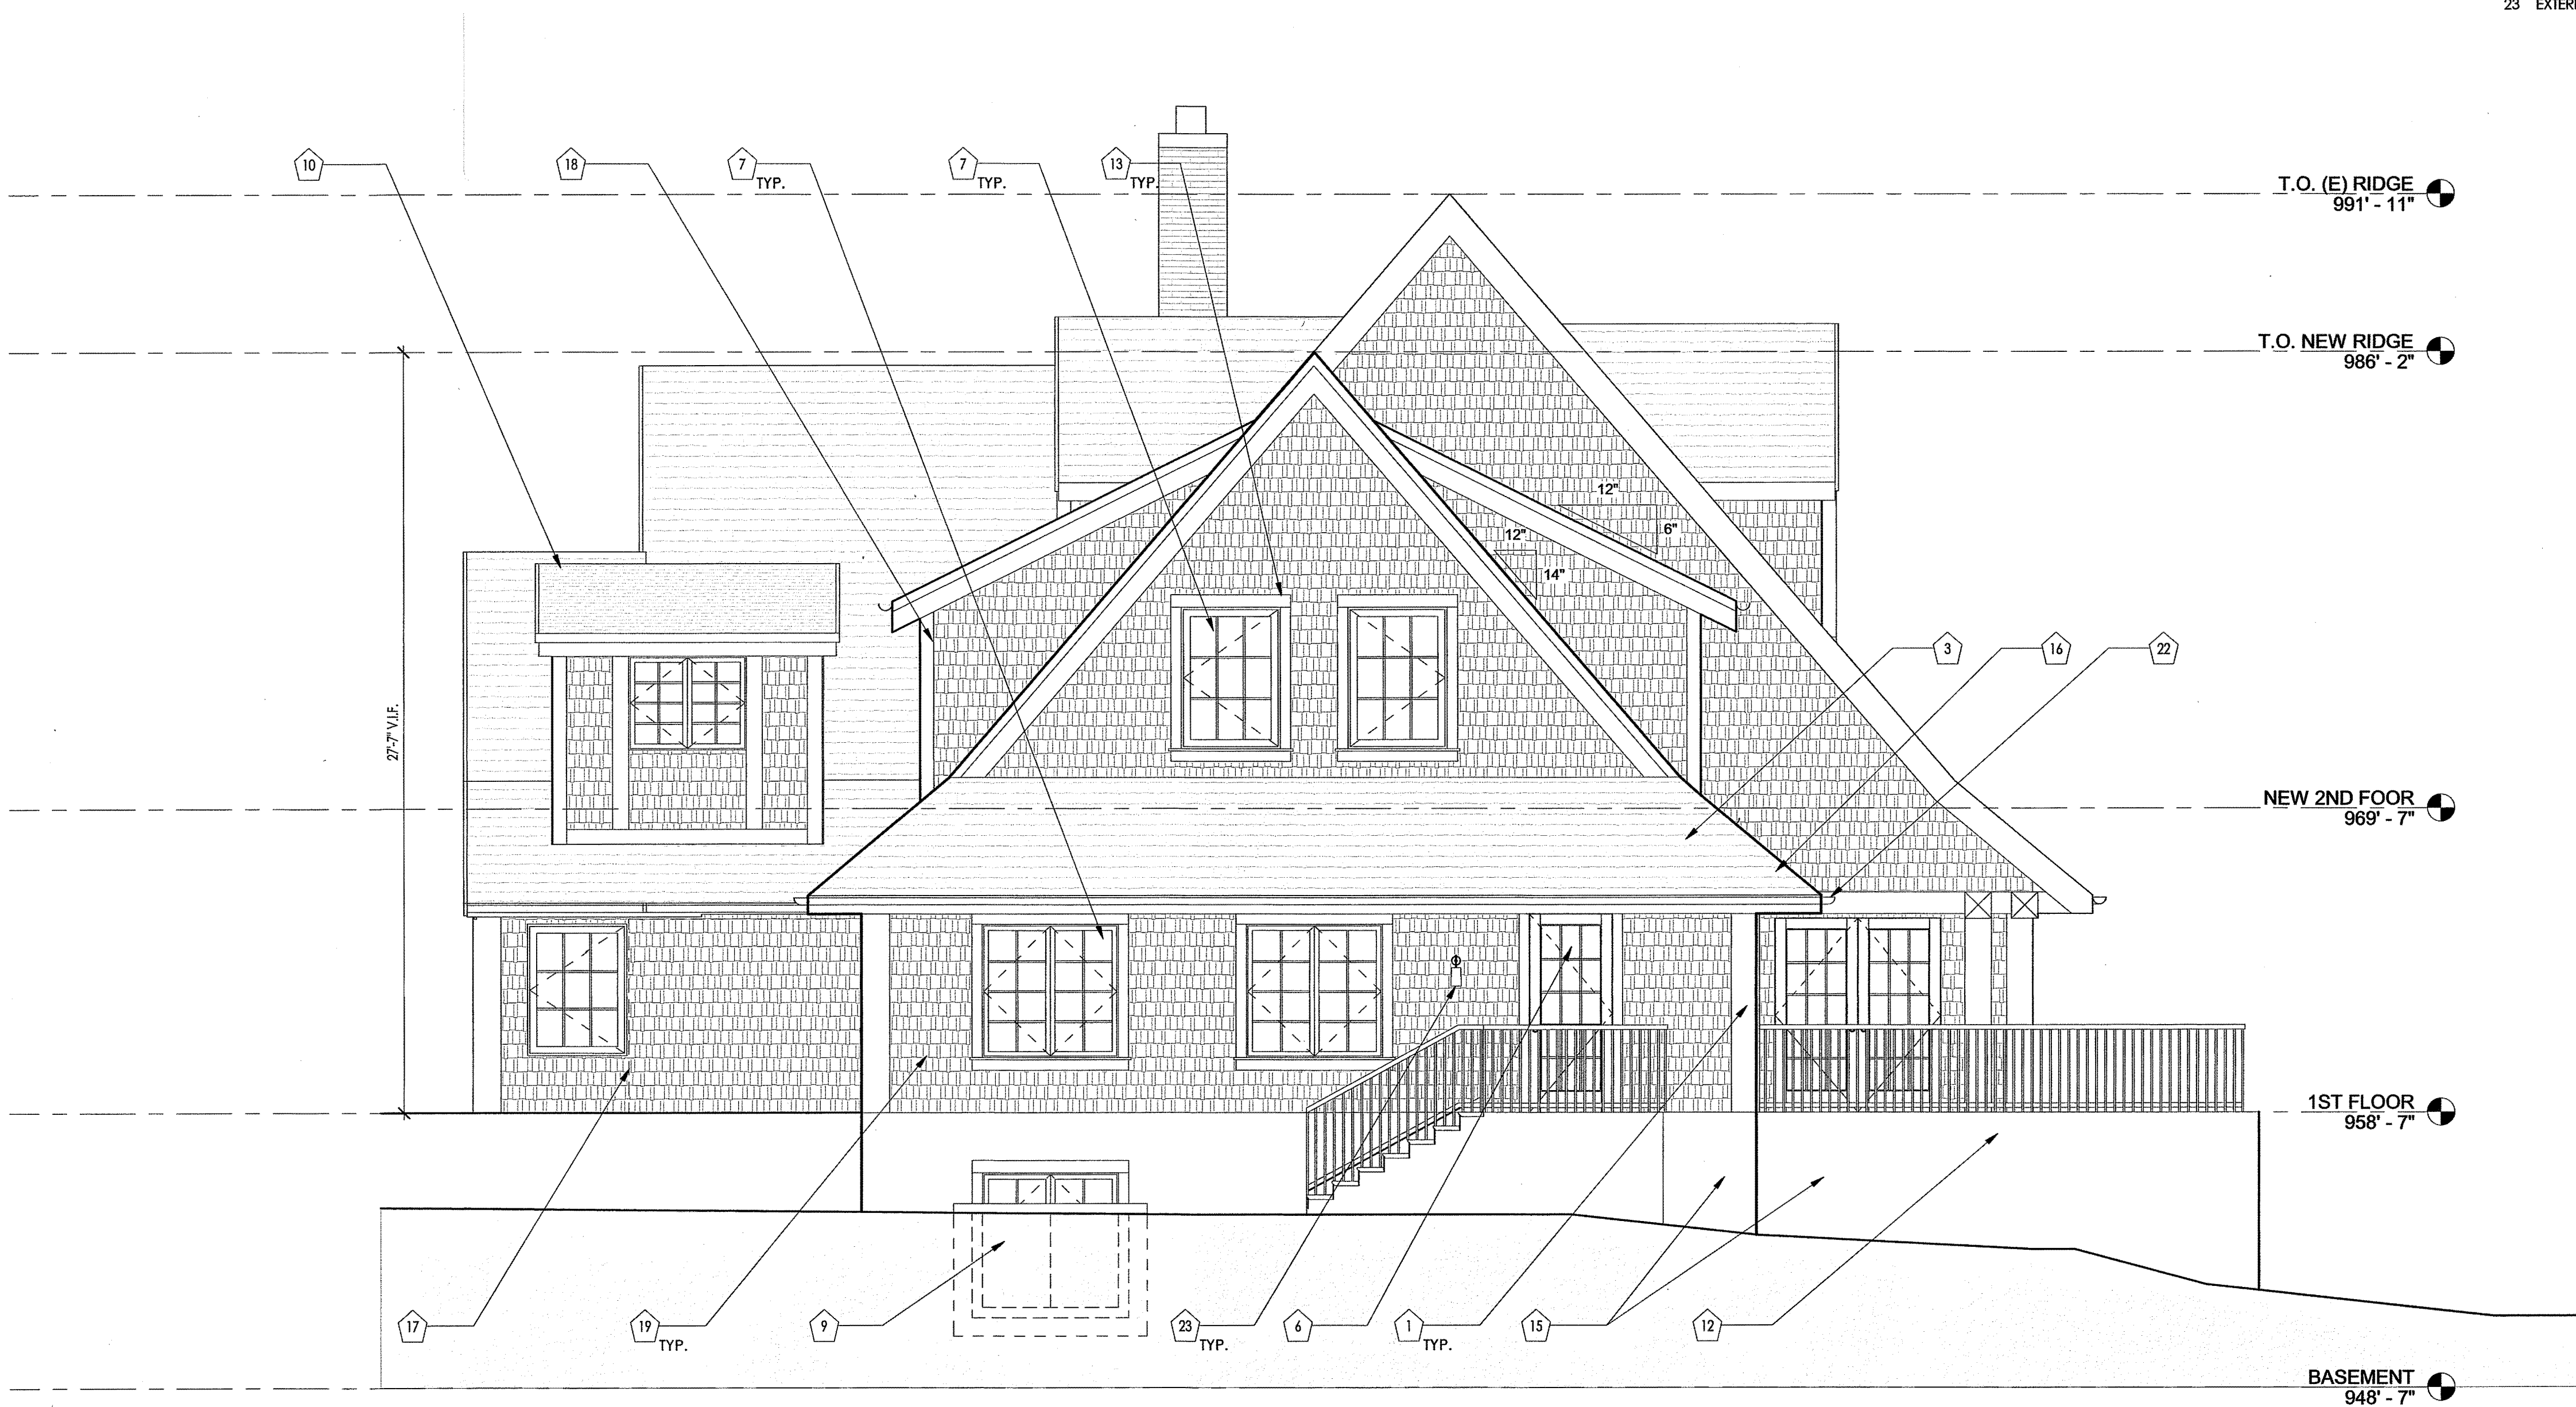 23 EXTERI
10
18
7
TYP.
7
TYP.
13
TYP.
T.O. (E) RIDGE
991' - 11"
T.O. NEW RIDGE
986' - 2"
12"
6"
12"
14"
3
16
22
27'-7" V.I.F.
NEW 2ND FOOR
969' - 7"
1ST FLOOR
958' - 7"
17
19
TYP.
9
23
TYP.
6
1
TYP.
15
12
BASEMENT
948' - 7"